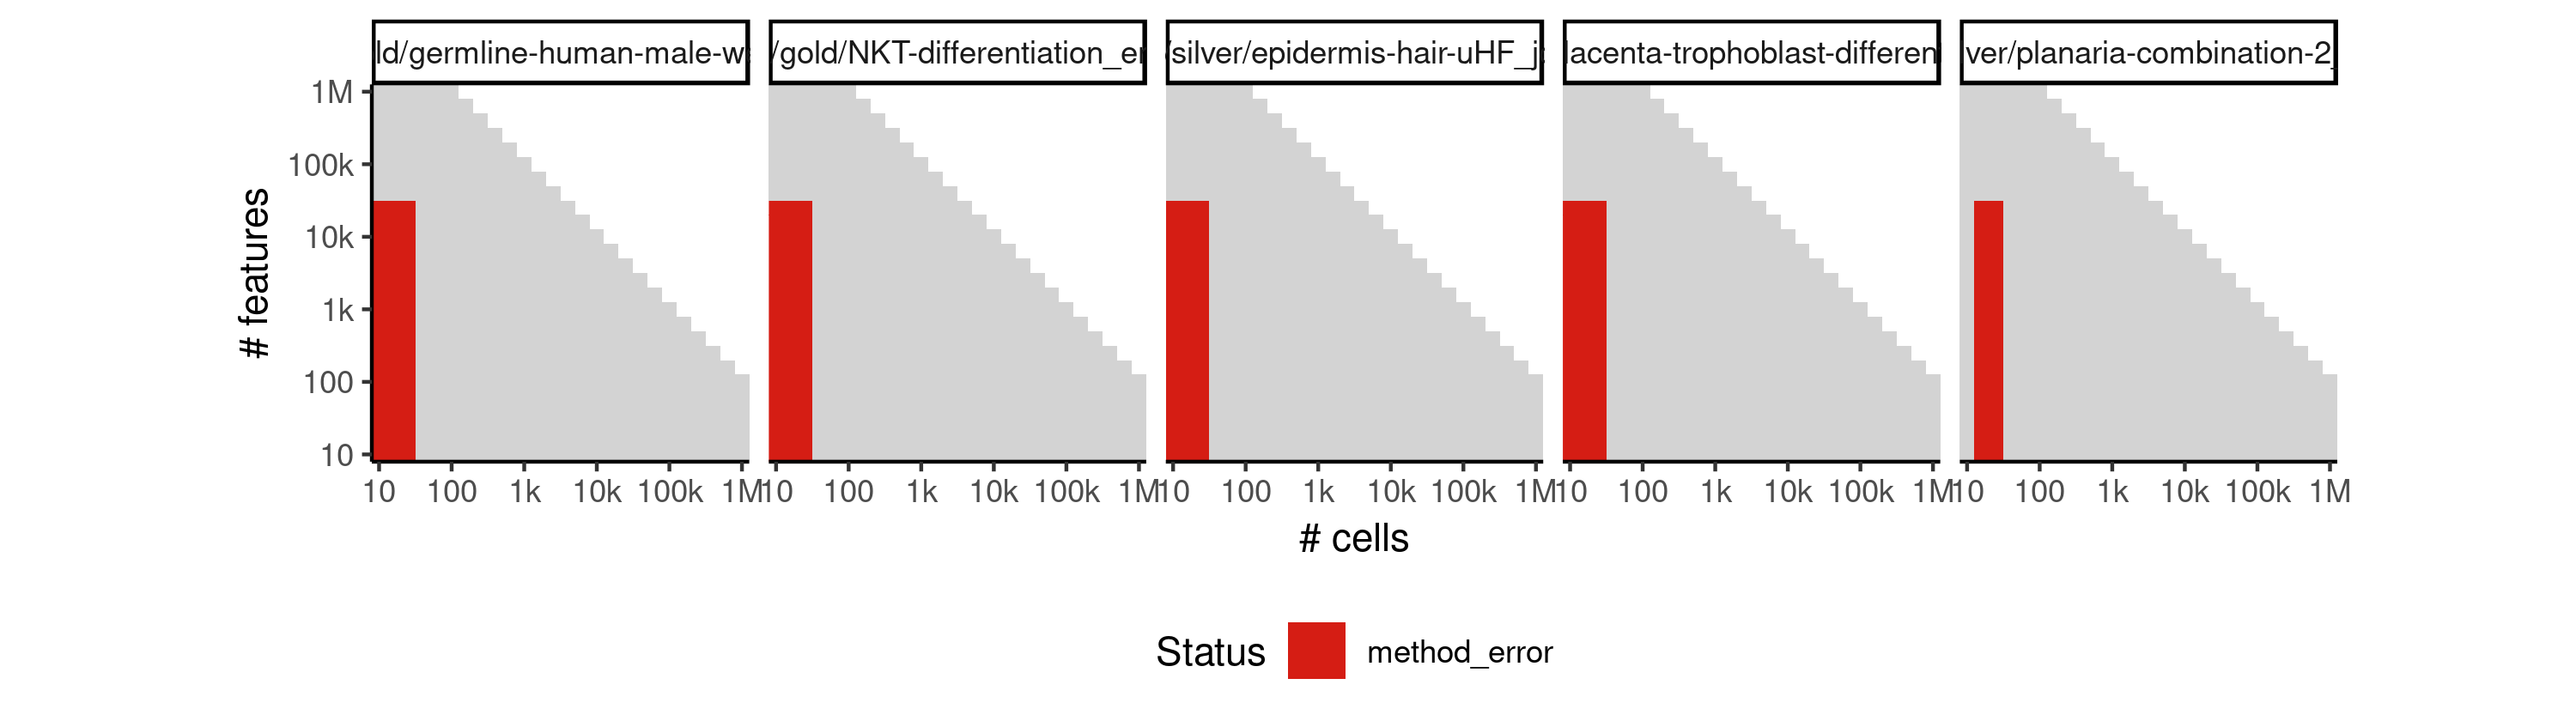 ld/germline-human-male-w
/gold/NKT-differentiation_er
/silver/epidermis-hair-uHF_j
lacenta-trophoblast-differen
ver/planaria-combination-2
# features
1M
100k
10k
1k
100
10
10 100 1k 10k 100k 1M
10 100 1k 10k 100k 1M
10 100 1k 10k 100k 1M
10 100 1k 10k 100k 1M
10 100 1k 10k 100k 1M
# cells
Status method_error